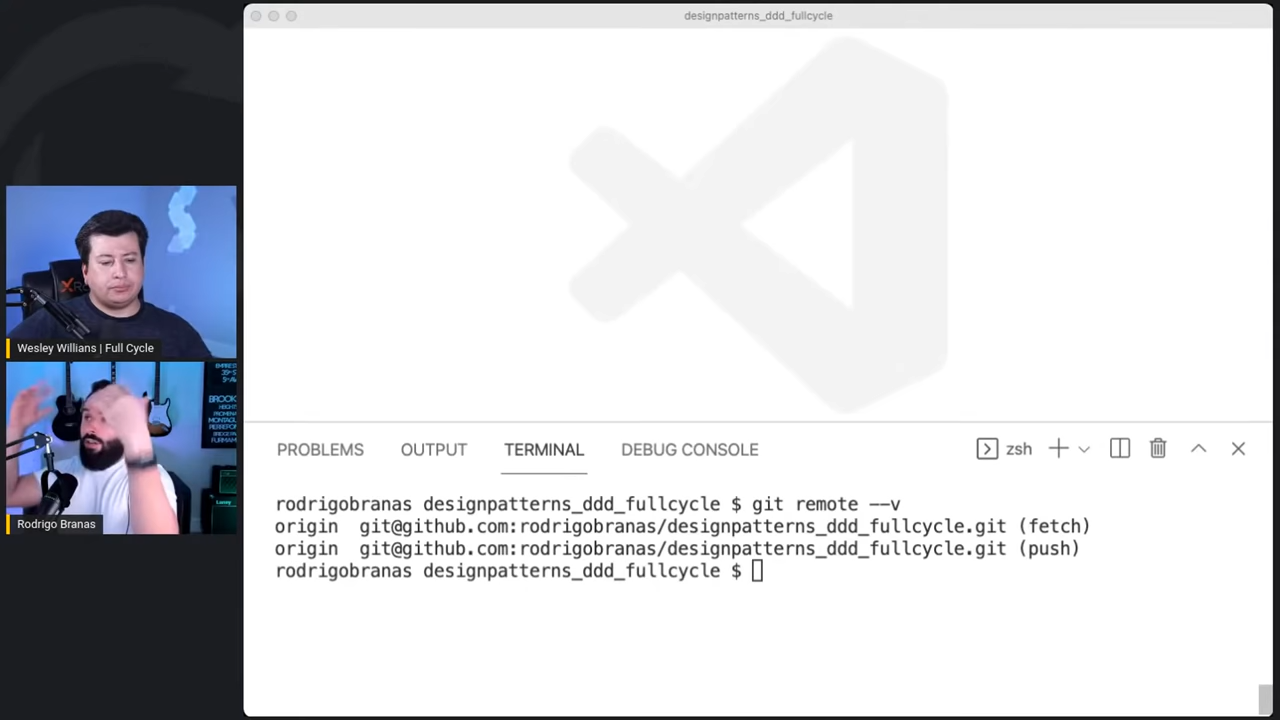 designpatterns_ddd_fullcycle
Wesley Willians | Full Cycle
BROOK
Rodrigo Branas
PROBLEMS OUTPUT TERMINAL DEBUG CONSOLE zsh
rodrigobranas designpatterns_ddd_fullcycle $ git remote --v
origin git@github.com:rodrigobranas/designpatterns_ddd_fullcycle.git (fetch)
origin git@github.com:rodrigobranas/designpatterns_ddd_fullcycle.git (push)
rodrigobranas designpatterns_ddd_fullcycle $